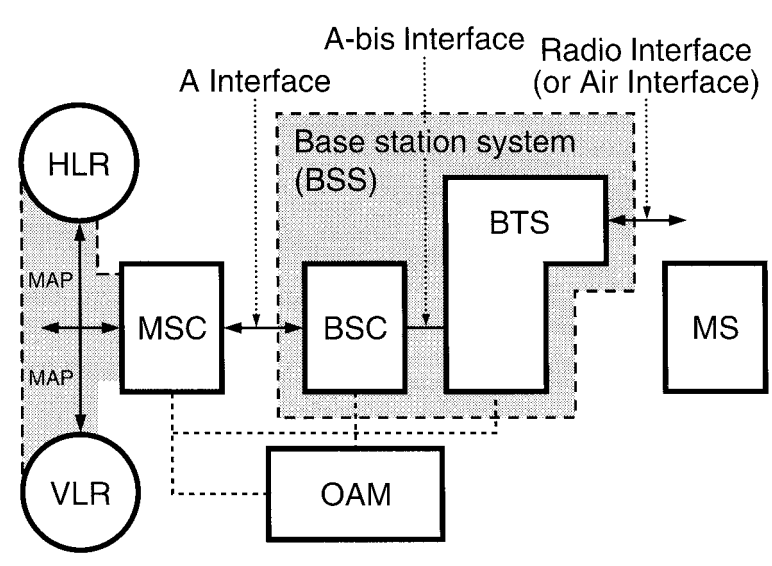 A-bis Interface
Radio Interface
(or Air Interface)
A Interface
Base station system
(BSS)
HLR
BTS
MAP
MSC
BSC
MS
MAP
VLR
OAM